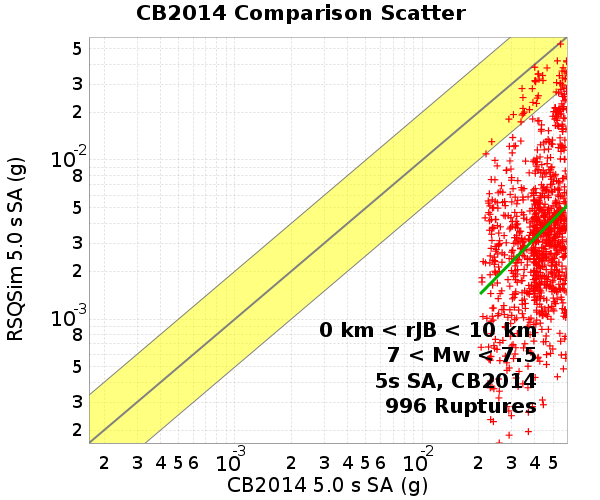 CB2014 Comparison Scatter
RSQSim 5.0 s SA (g)
5
3
2
10-2
8
5
3
2
10-3
8
5
3
2
0 km < rJB < 10 km
7 < Mw < 7.5
5s SA, CB2014
996 Ruptures
2 3 4 5 6 10-3 2 3 4 5 6 10-2 2 3 4 5
CB2014 5.0 s SA (g)